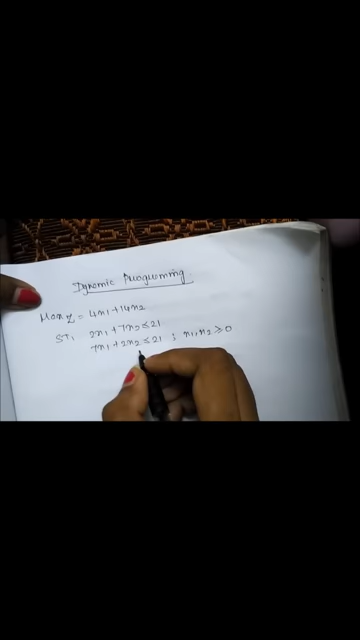 Dynamic Programming
Max Z = 4x1 + 14x2
ST, 2x1 + 7x2 ≤ 21
7x1 + 2x2 ≤ 21 ; x1, x2 ≥ 0